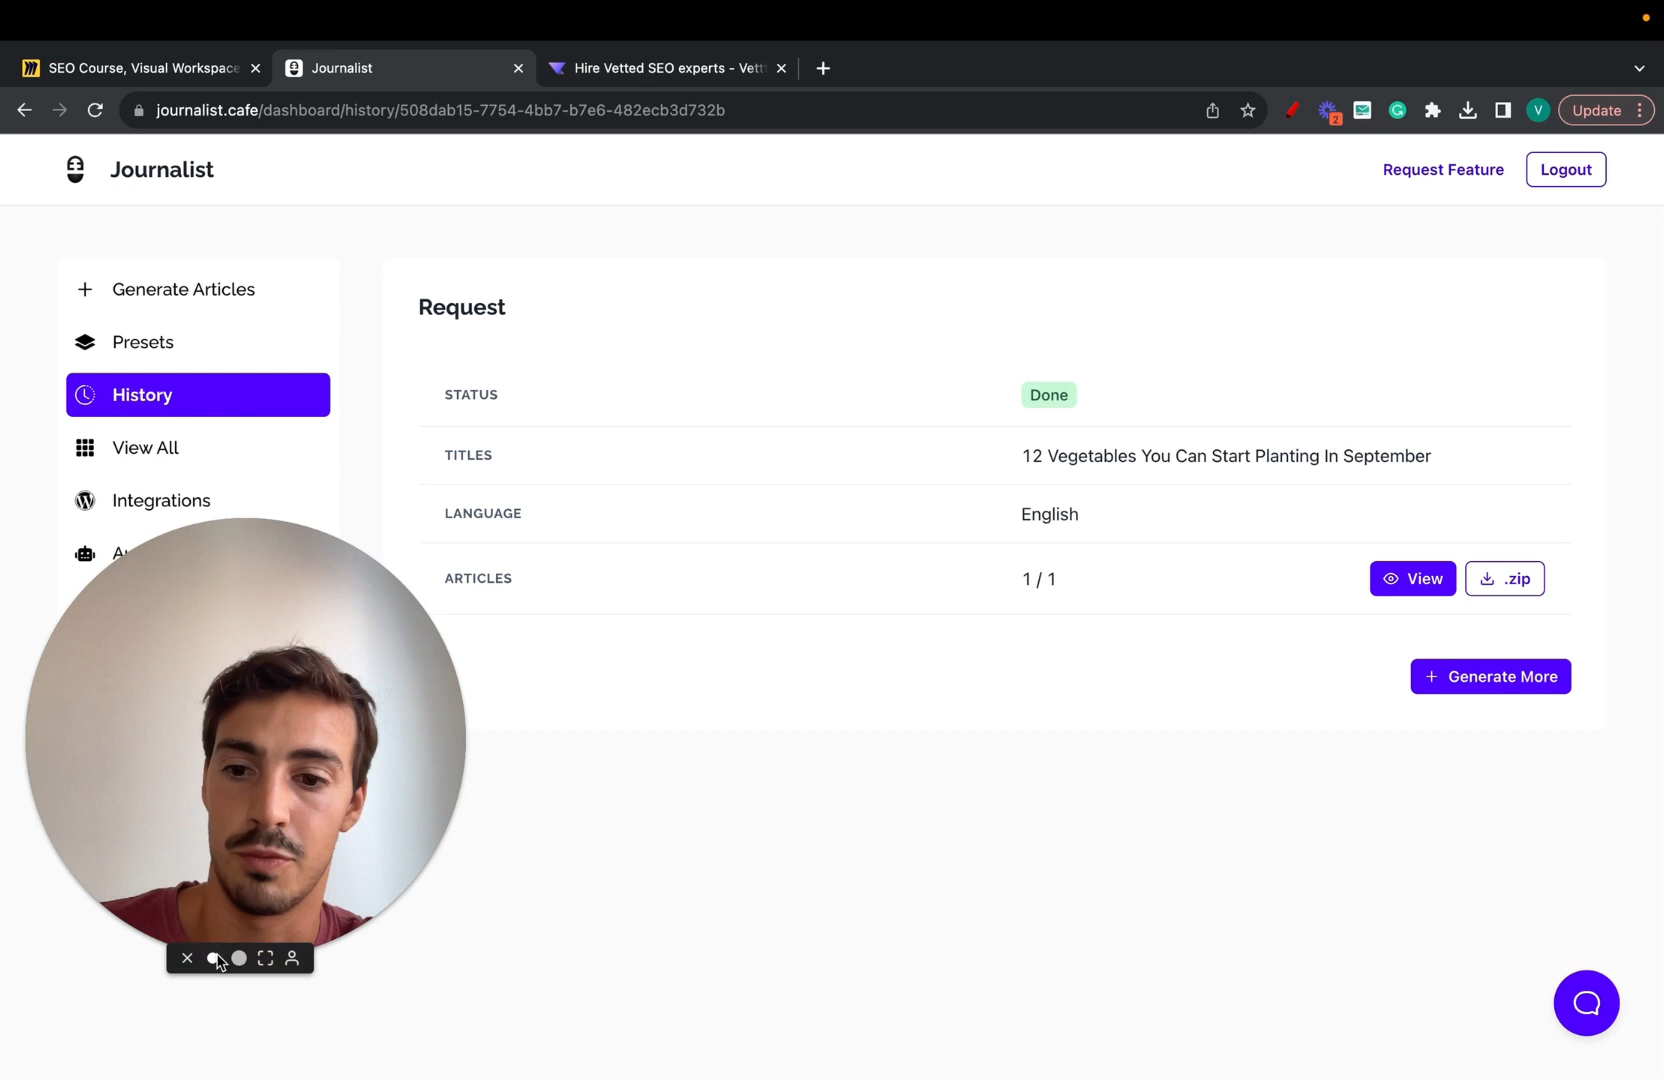 SEO Course, Visual Workspace
Journalist
Hire Vetted SEO experts - Vett
journalist.cafe/dashboard/history/508dab15-7754-4bb7-b7e6-482ecb3d732b
2
G
V
Update
Journalist
Request Feature
Logout
Generate Articles
Presets
History
View All
Integrations
Request
STATUS
Done
TITLES
12 Vegetables You Can Start Planting In September
LANGUAGE
English
ARTICLES
1 / 1
View
.zip
Generate More